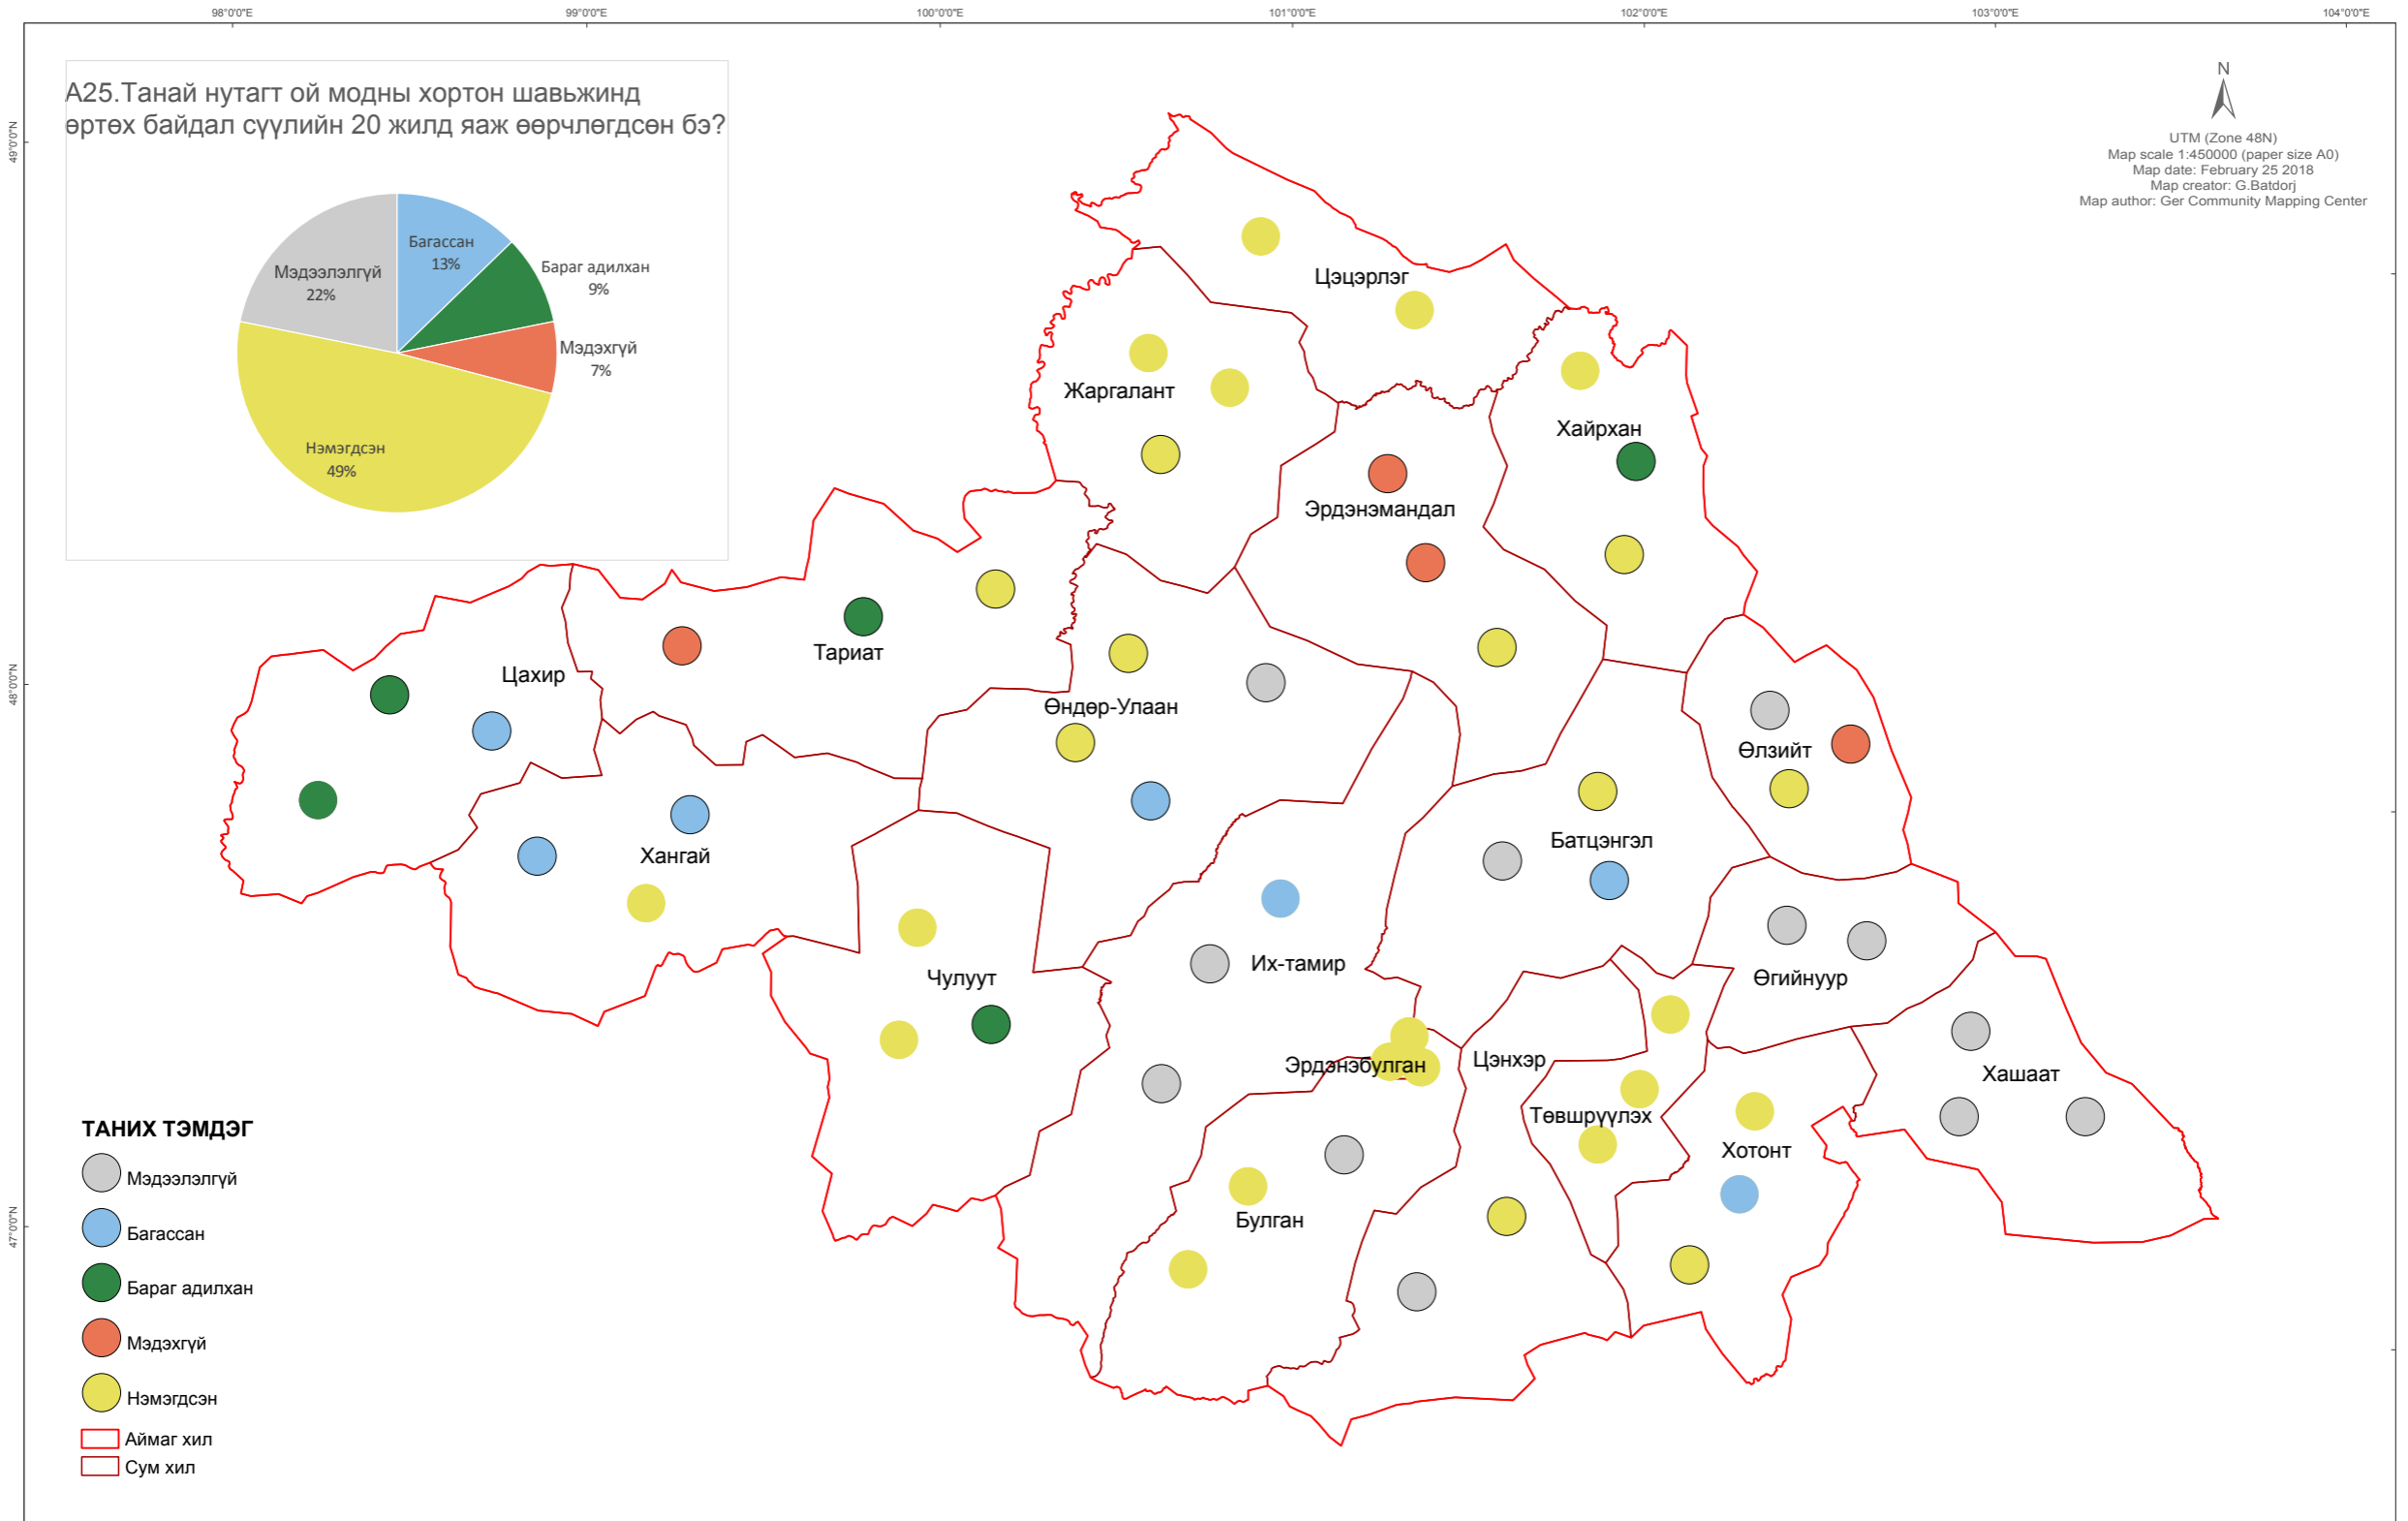 98°0'0"E 99°0'0"E 100°0'0"E 101°0'0"E 102°0'0"E 103°0'0"E 104°0'0"E
49°0'0"N
48°0'0"N
47°0'0"N
А25.Танай нутагт ой модны хортон шавьжинд
өртөх байдал сүүлийн 20 жилд яаж өөрчлөгдсөн бэ?
Багассан
13%
Бараг адилхан
9%
Мэдэхгүй
7%
Нэмэгдсэн
49%
Мэдээлэлгүй
22%
N
UTM (Zone 48N)
Map scale 1:450000 (paper size A0)
Map date: February 25 2018
Map creator: G.Batdorj
Map author: Ger Community Mapping Center
Цэцэрлэг
Жаргалант
Хайрхан
Эрдэнэмандал
Тариат
Цахир
Өндөр-Улаан
Өлзийт
Батцэнгэл
Хангай
Их-тамир
Чулуут
Өгийнуур
Эрдэнэбулган
Цэнхэр
Хашаат
Төвшрүүлэх
Хотонт
Булган
ТАНИХ ТЭМДЭГ
Мэдээлэлгүй
Багассан
Бараг адилхан
Мэдэхгүй
Нэмэгдсэн
Аймаг хил
Сум хил